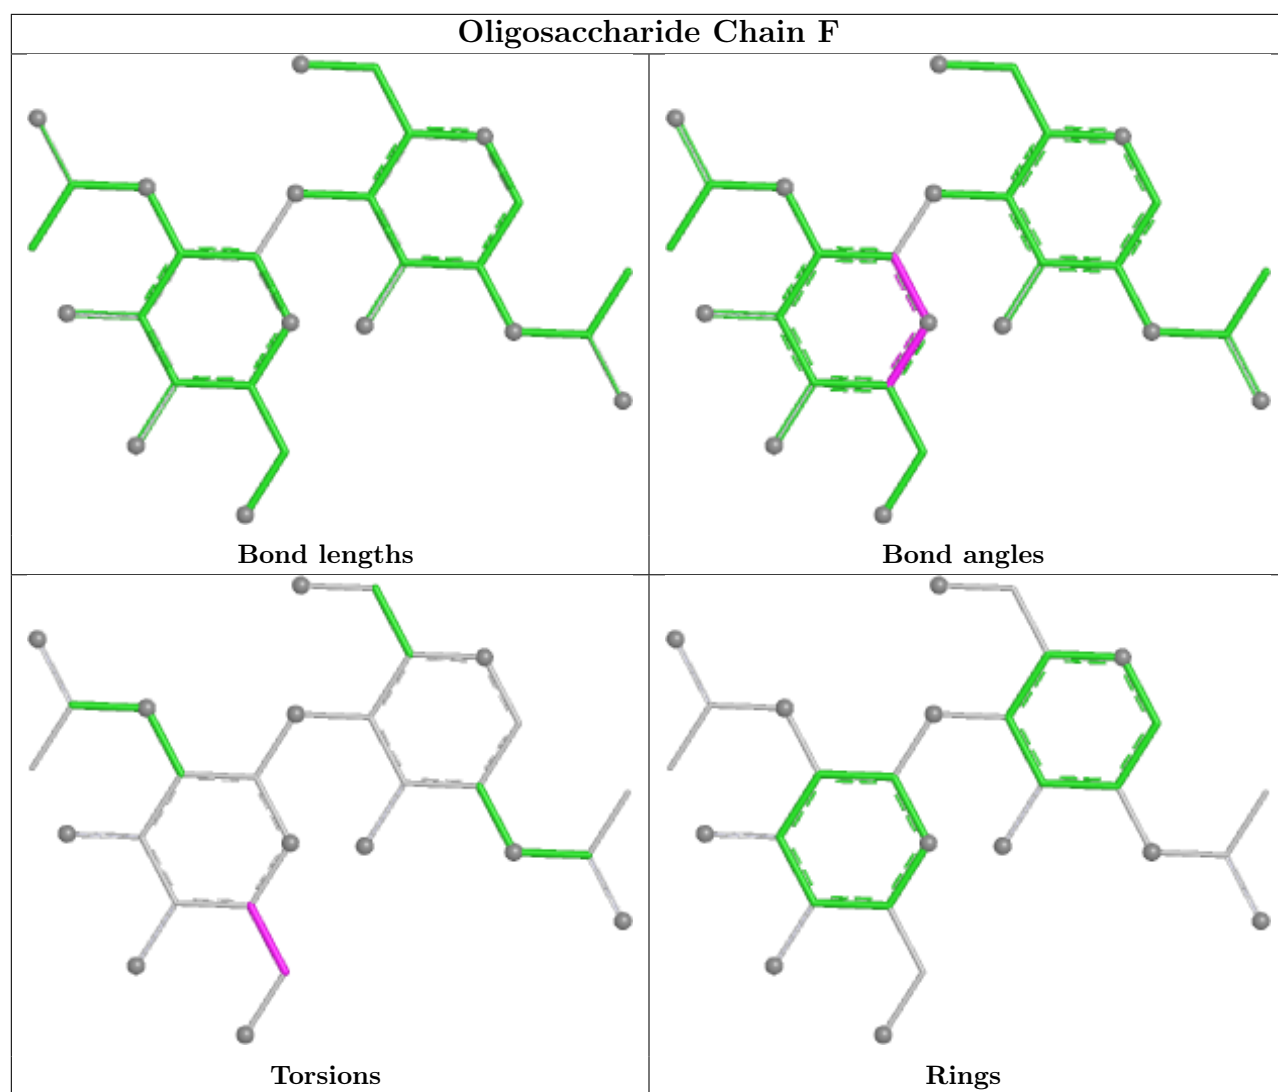 Oligosaccharide Chain F
Bond lengths
Bond angles
Torsions
Rings